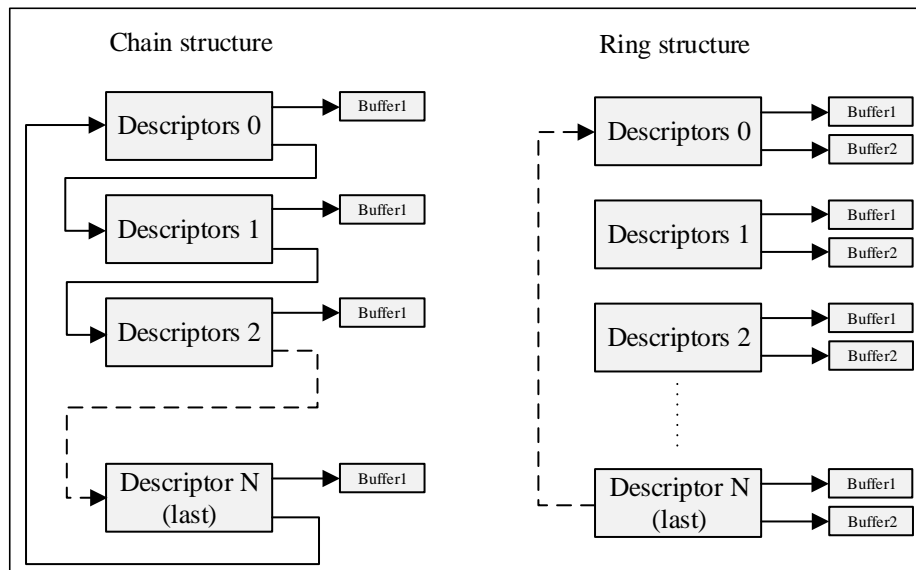 Chain structure
Descriptors 0
Buffer1
Descriptors 1
Buffer1
Descriptors 2
Buffer1
Descriptor N
(last)
Buffer1
Ring structure
Descriptors 0
Buffer1
Buffer2
Descriptors 1
Buffer1
Buffer2
Descriptors 2
Buffer1
Buffer2
Descriptor N
(last)
Buffer1
Buffer2